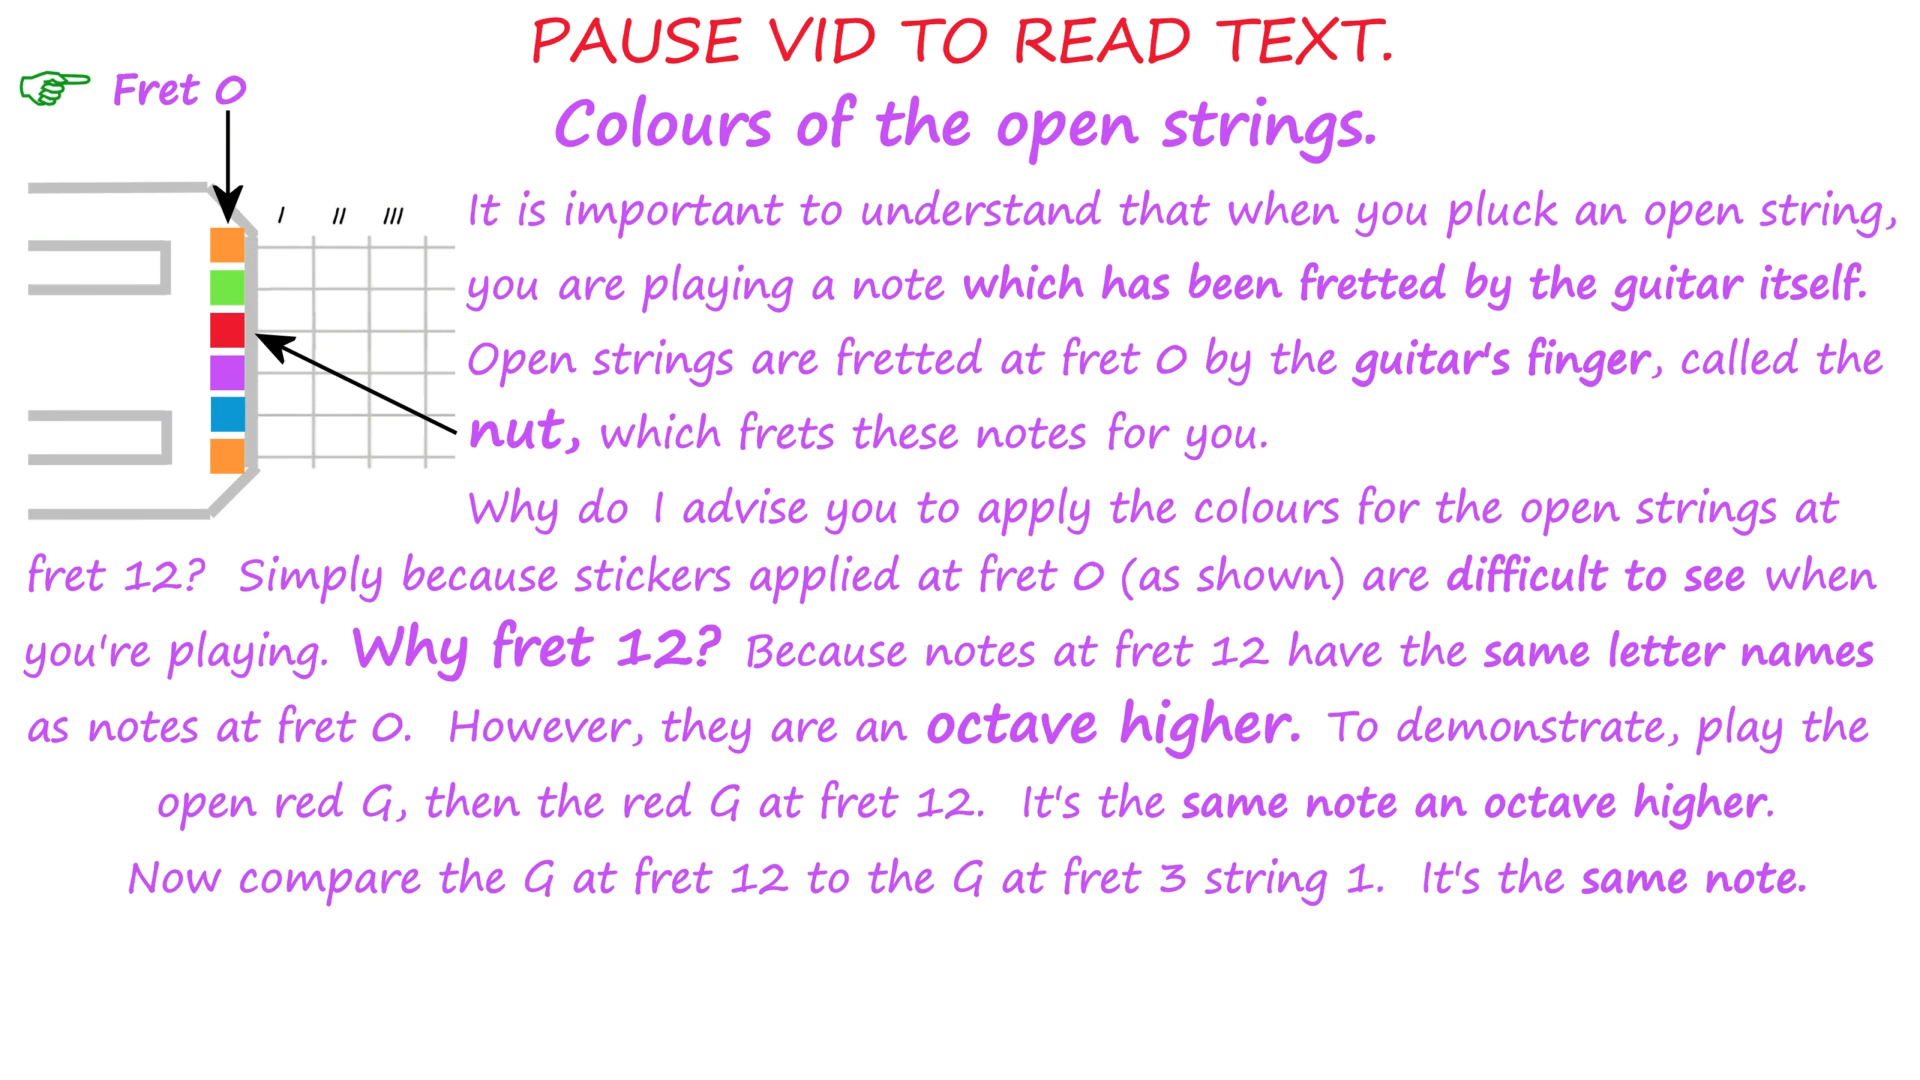 PAUSE VID TO READ TEXT.
Fret 0
Colours of the open strings.
I II III
It is important to understand that when you pluck an open string,
you are playing a note which has been fretted by the guitar itself.
Open strings are fretted at fret 0 by the guitar's finger, called the
nut, which frets these notes for you.
Why do I advise you to apply the colours for the open strings at
fret 12? Simply because stickers applied at fret 0 (as shown) are difficult to see when
you're playing. Why fret 12? Because notes at fret 12 have the same letter names
as notes at fret 0. However, they are an octave higher. To demonstrate, play the
open red G, then the red G at fret 12. It's the same note an octave higher.
Now compare the G at fret 12 to the G at fret 3 string 1. It's the same note.